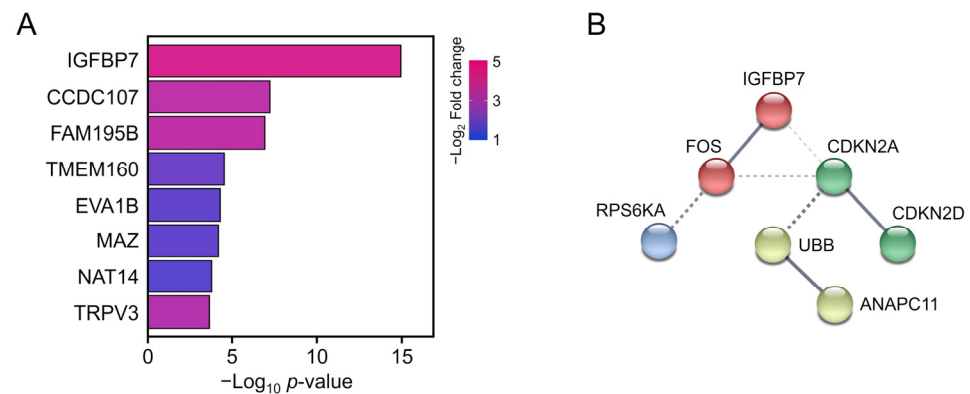 A
IGFBP7
CCDC107
FAM195B
TMEM160
EVA1B
MAZ
NAT14
TRPV3
0 5 10 15
−Log10 p-value
−Log2 Fold change
5
3
1
B
IGFBP7
FOS
CDKN2A
RPS6KA
CDKN2D
UBB
ANAPC11